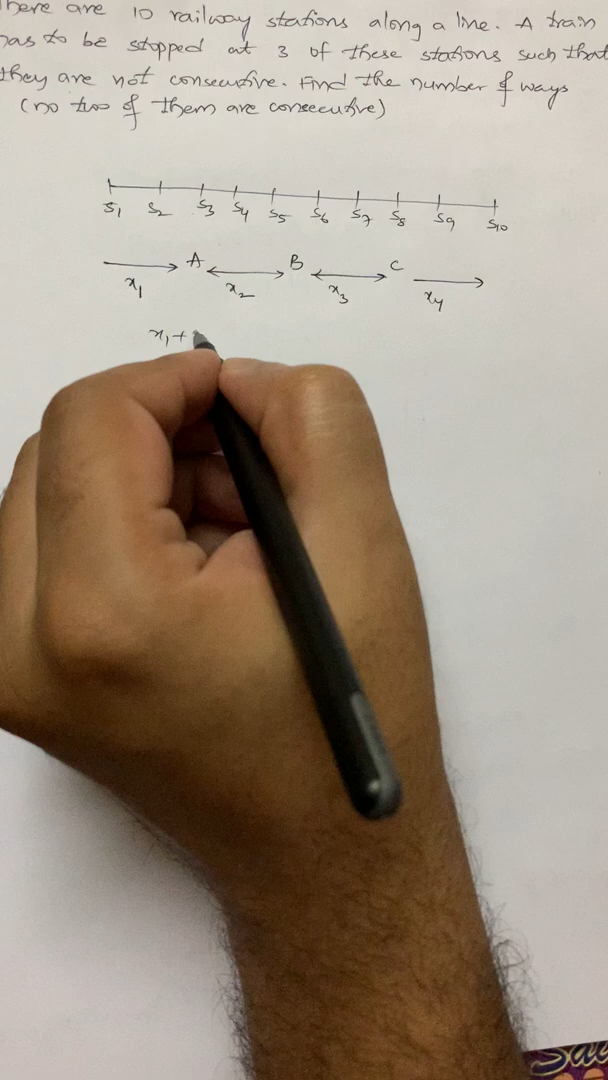 There are 10 railway stations along a line. A train
has to be stopped at 3 of these stations such that
they are not consecutive. Find the number of ways
(no two of them are consecutive)
S1 S2 S3 S4 S5 S6 S7 S8 S9 S10
A B C
x1 x2 x3 x4
x1+